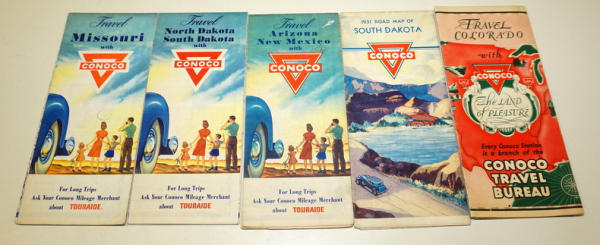 Travel
Missouri
with
CONOCO
For Long Trips
Ask Your Conoco Mileage Merchant
about TOURAIDE
Travel
North Dakota
South Dakota
with
CONOCO
For Long Trips
Ask Your Conoco Mileage Merchant
about TOURAIDE
Travel
Arizona
New Mexico
with
CONOCO
For Long Trips
Ask Your Conoco Mileage Merchant
about TOURAIDE
1931 ROAD MAP OF
SOUTH DAKOTA
CONOCO
TRAVEL
COLORADO
with
CONOCO
The LAND
of PLEASURE
Every Conoco Station
is a branch of the
CONOCO
TRAVEL
BUREAU